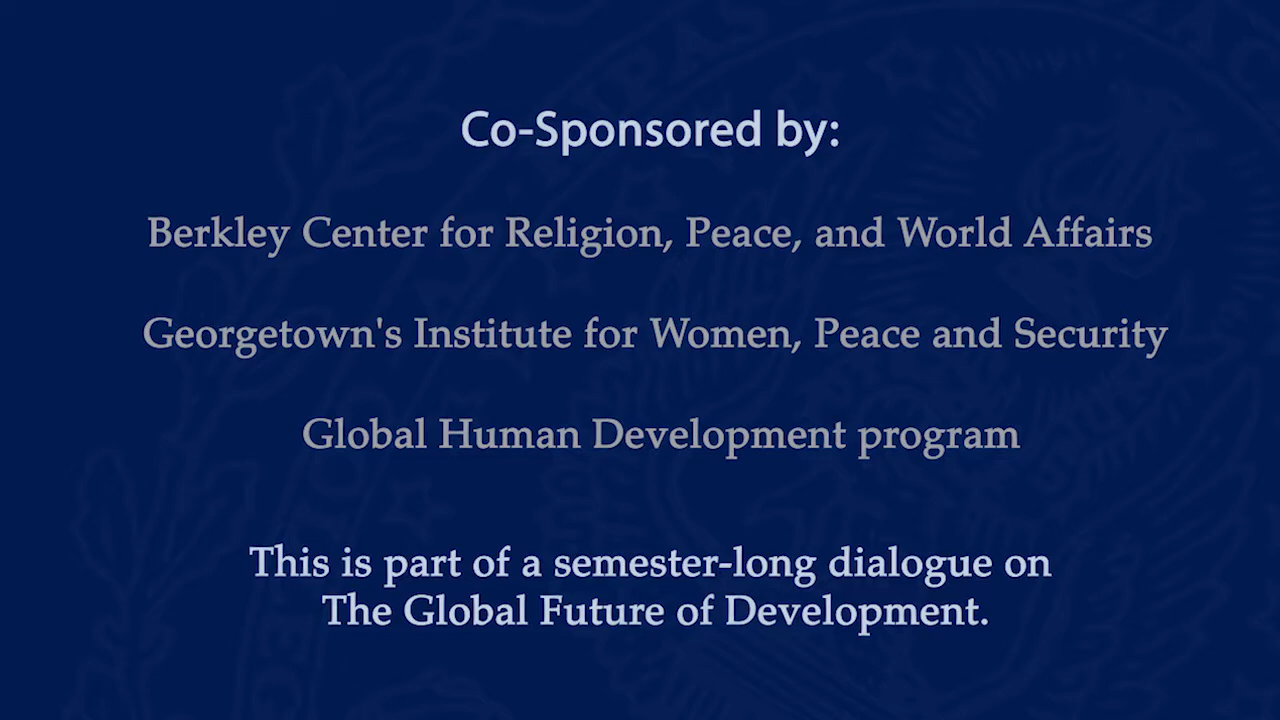 Co-Sponsored by:
Berkley Center for Religion, Peace, and World Affairs
Georgetown's Institute for Women, Peace and Security
Global Human Development program
This is part of a semester-long dialogue on
The Global Future of Development.